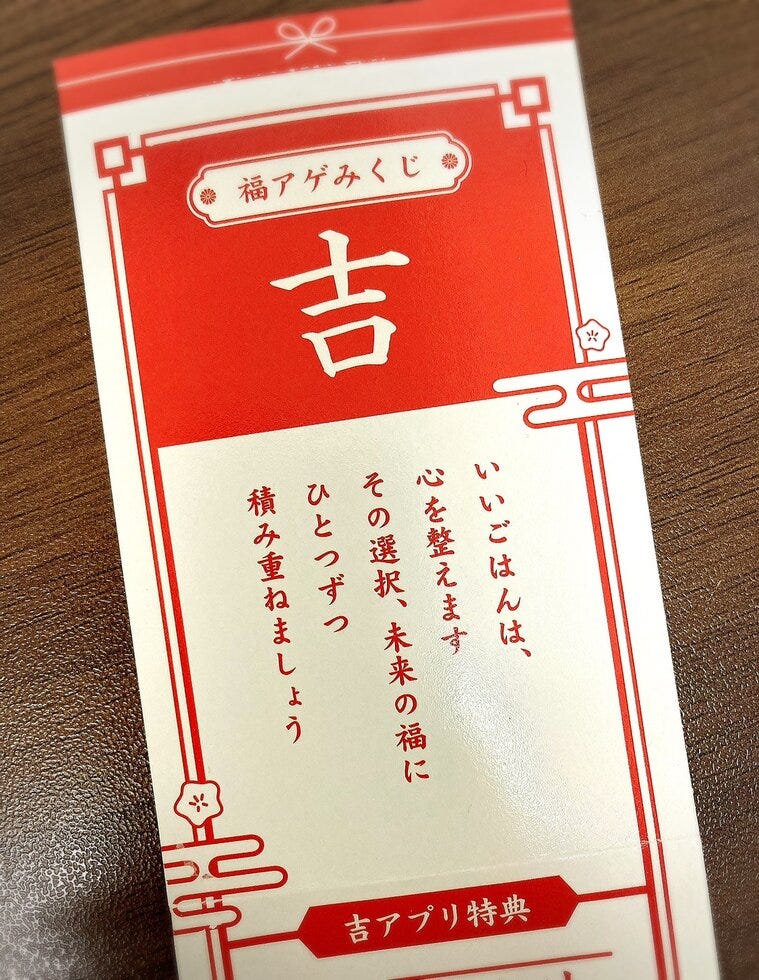 福アゲみくじ
吉
いいごはんは、
心を整えます
その選択、未来の福に
ひとつずつ
積み重ねましょう
吉アプリ特典